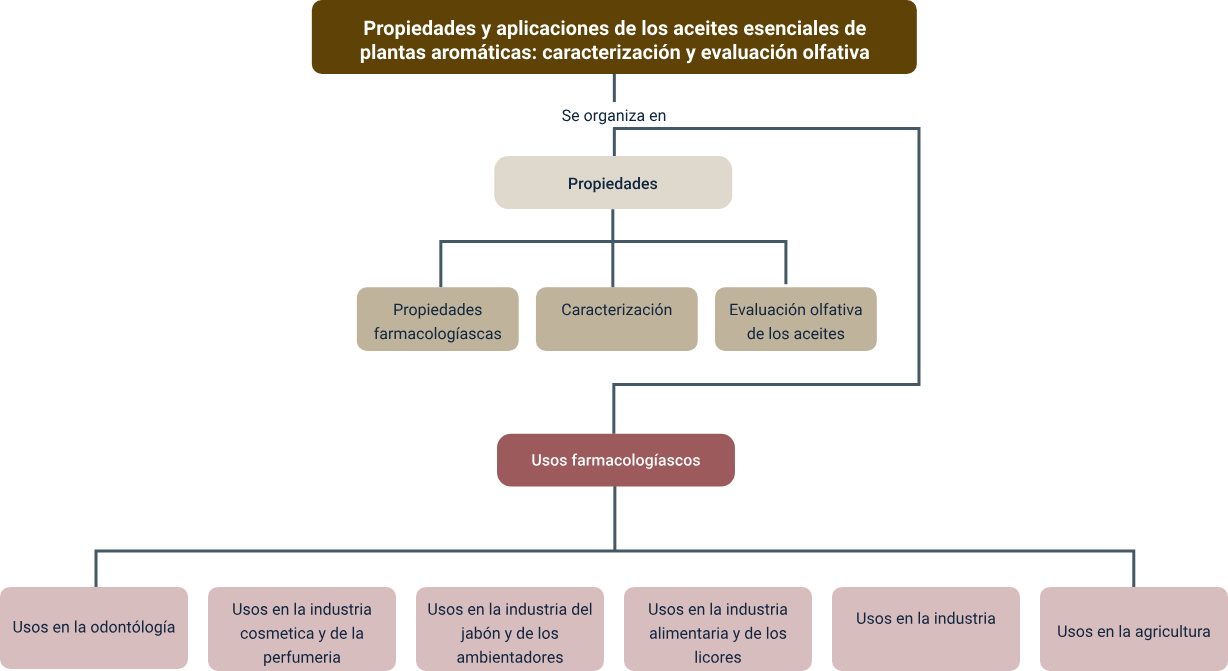 Propiedades y aplicaciones de los aceites esenciales de
plantas aromáticas: caracterización y evaluación olfativa
Se organiza en
Propiedades
Propiedades
farmacologíascas
Caracterización
Evaluación olfativa
de los aceites
Usos farmacologíascos
Usos en la odontólogía
Usos en la industria
cosmetica y de la
perfumeria
Usos en la industria del
jabón y de los
ambientadores
Usos en la industria
alimentaria y de los
licores
Usos en la industria
Usos en la agricultura